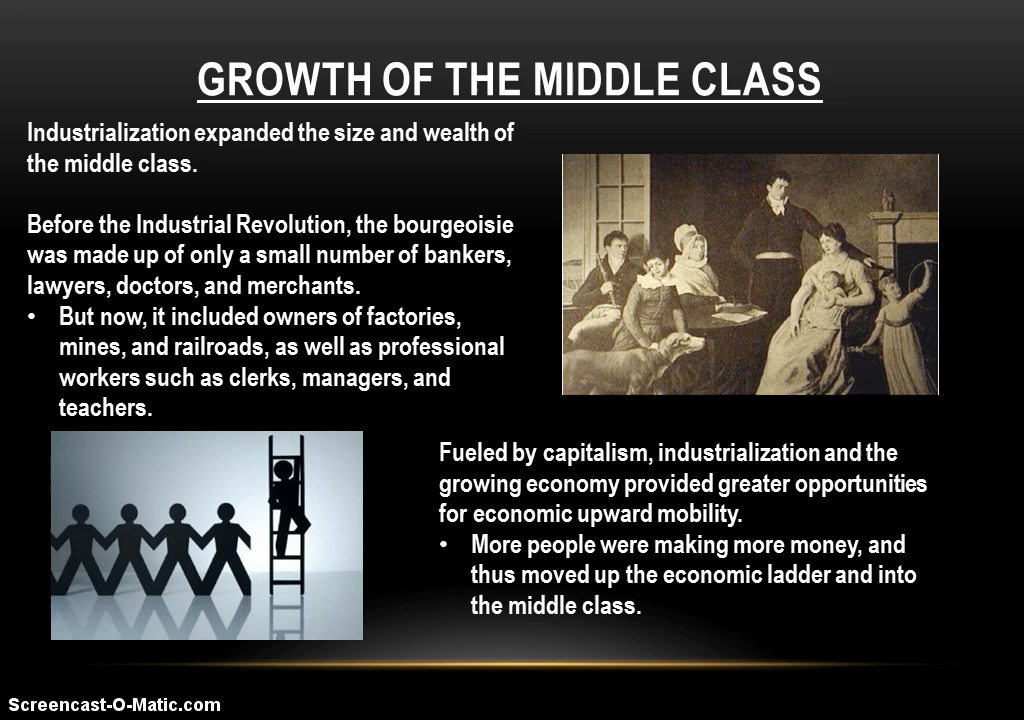 GROWTH OF THE MIDDLE CLASS
Industrialization expanded the size and wealth of
the middle class.
Before the Industrial Revolution, the bourgeoisie
was made up of only a small number of bankers,
lawyers, doctors, and merchants.
• But now, it included owners of factories,
mines, and railroads, as well as professional
workers such as clerks, managers, and
teachers.
Fueled by capitalism, industrialization and the
growing economy provided greater opportunities
for economic upward mobility.
• More people were making more money, and
thus moved up the economic ladder and into
the middle class.
Screencast-O-Matic.com